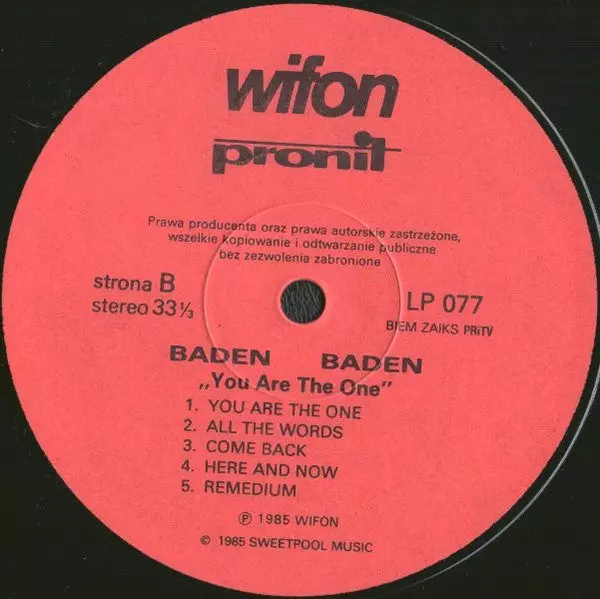 wifon
pronit
Prawa producenta oraz prawa autorskie zastrzeżone,
wszelkie kopiowanie i odtwarzanie publiczne
bez zezwolenia zabronione
strona B
stereo 33⅓
LP 077
BIEM ZAiKS PRiTV
BADEN BADEN
„You Are The One"
1. YOU ARE THE ONE
2. ALL THE WORDS
3. COME BACK
4. HERE AND NOW
5. REMEDIUM
℗ 1985 WIFON
© 1985 SWEETPOOL MUSIC